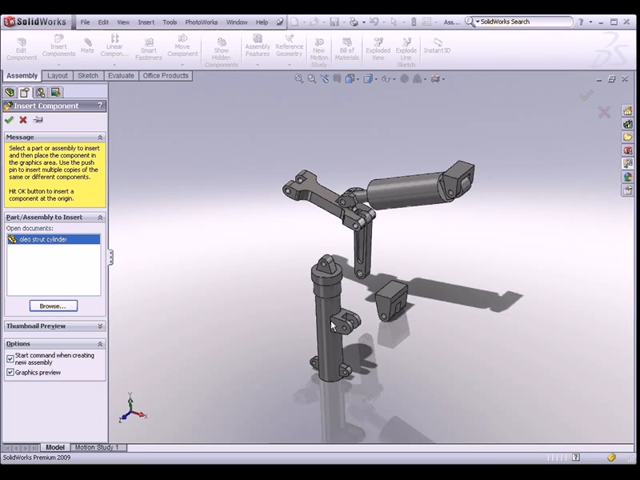 SolidWorks File Edit View Insert Tools PhotoWorks Window Help Ass... SolidWorks Search
Edit Component
Insert Components
Mate
Linear Compon...
Smart Fasteners
Move Component
Show Hidden Components
Assembly Features
Reference Geometry
New Motion Study
Bill of Materials
Exploded View
Explode Line Sketch
Instant3D
Assembly Layout Sketch Evaluate Office Products
Insert Component ?
Message
Select a part or assembly to insert
and then place the component in
the graphics area. Use the push
pin to insert multiple copies of the
same or different components.
Hit OK button to insert a
component at the origin.
Part/Assembly to Insert
Open documents:
oleo strut cylinder
Browse...
Thumbnail Preview
Options
Start command when creating
new assembly
Graphics preview
Model Motion Study 1
SolidWorks Premium 2009